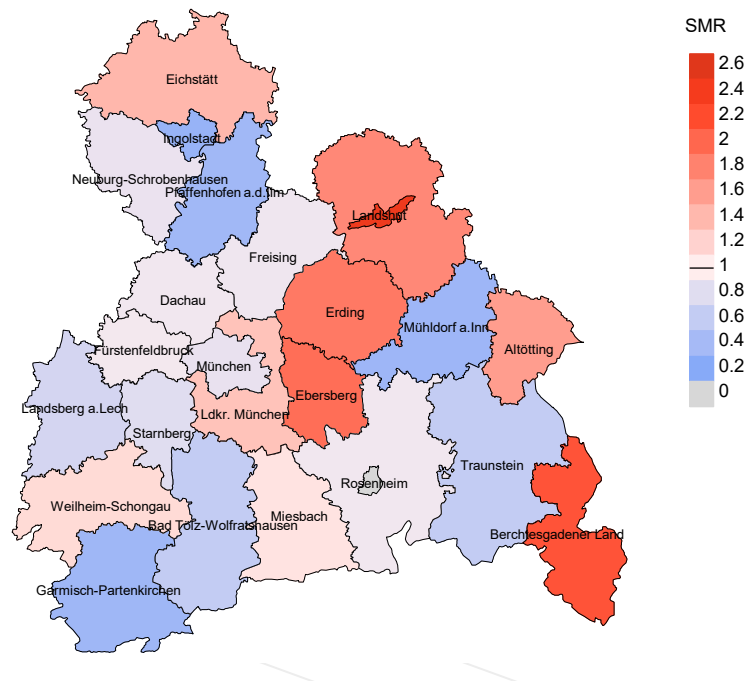 SMR
2.6
2.4
2.2
2
1.8
1.6
1.4
1.2
1
0.8
0.6
0.4
0.2
0
Eichstätt
Ingolstadt
Neuburg-Schrobenhausen
Pfaffenhofen a.d.Ilm
Landshut
Freising
Dachau
Erding
Mühldorf a.Inn
Altötting
Fürstenfeldbruck
München
Ebersberg
Landsberg a.Lech
Ldkr. München
Starnberg
Traunstein
Rosenheim
Weilheim-Schongau
Miesbach
Bad Tölz-Wolfratshausen
Berchtesgadener Land
Garmisch-Partenkirchen